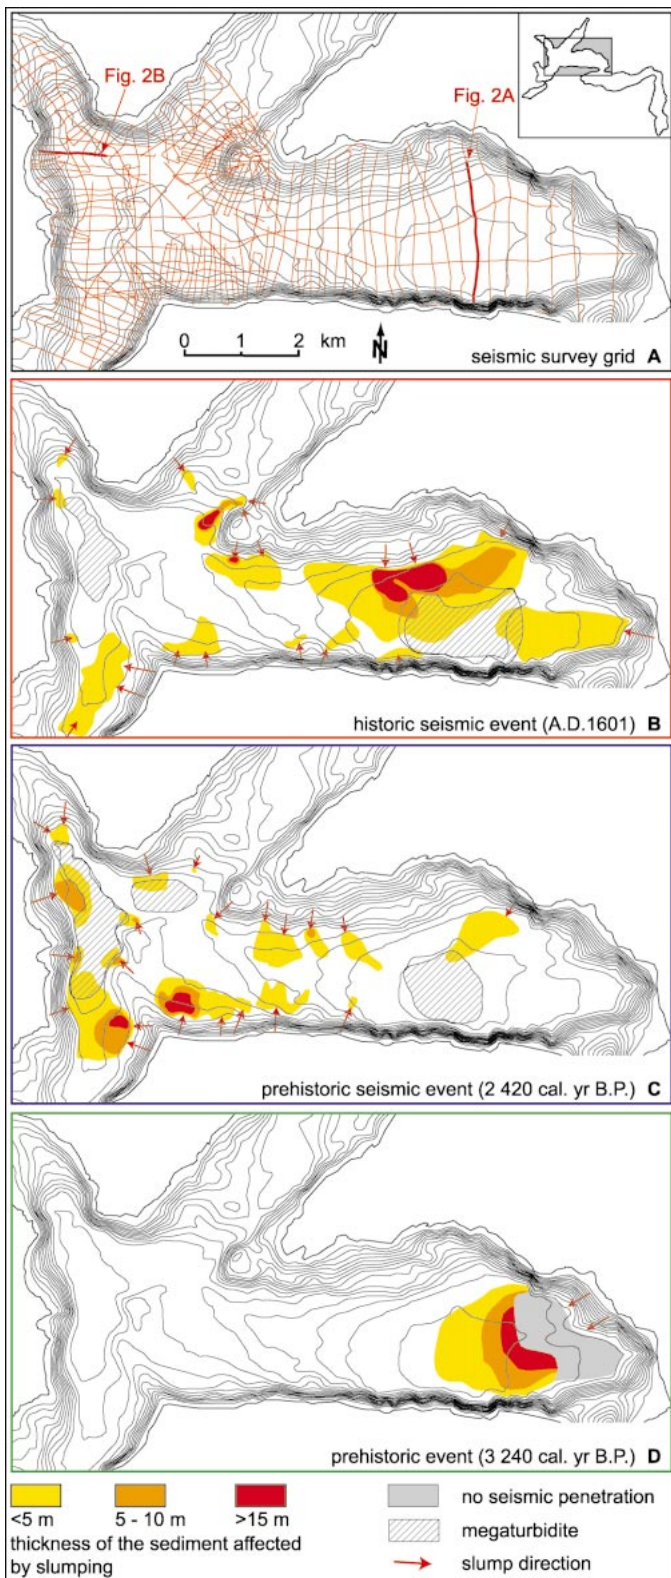 Fig. 2B
Fig. 2A
0 1 2 km
N
seismic survey grid A
historic seismic event (A.D.1601) B
prehistoric seismic event (2 420 cal. yr B.P.) C
prehistoric event (3 240 cal. yr B.P.) D
<5 m 5 - 10 m >15 m
thickness of the sediment affected
by slumping
no seismic penetration
megaturbidite
slump direction